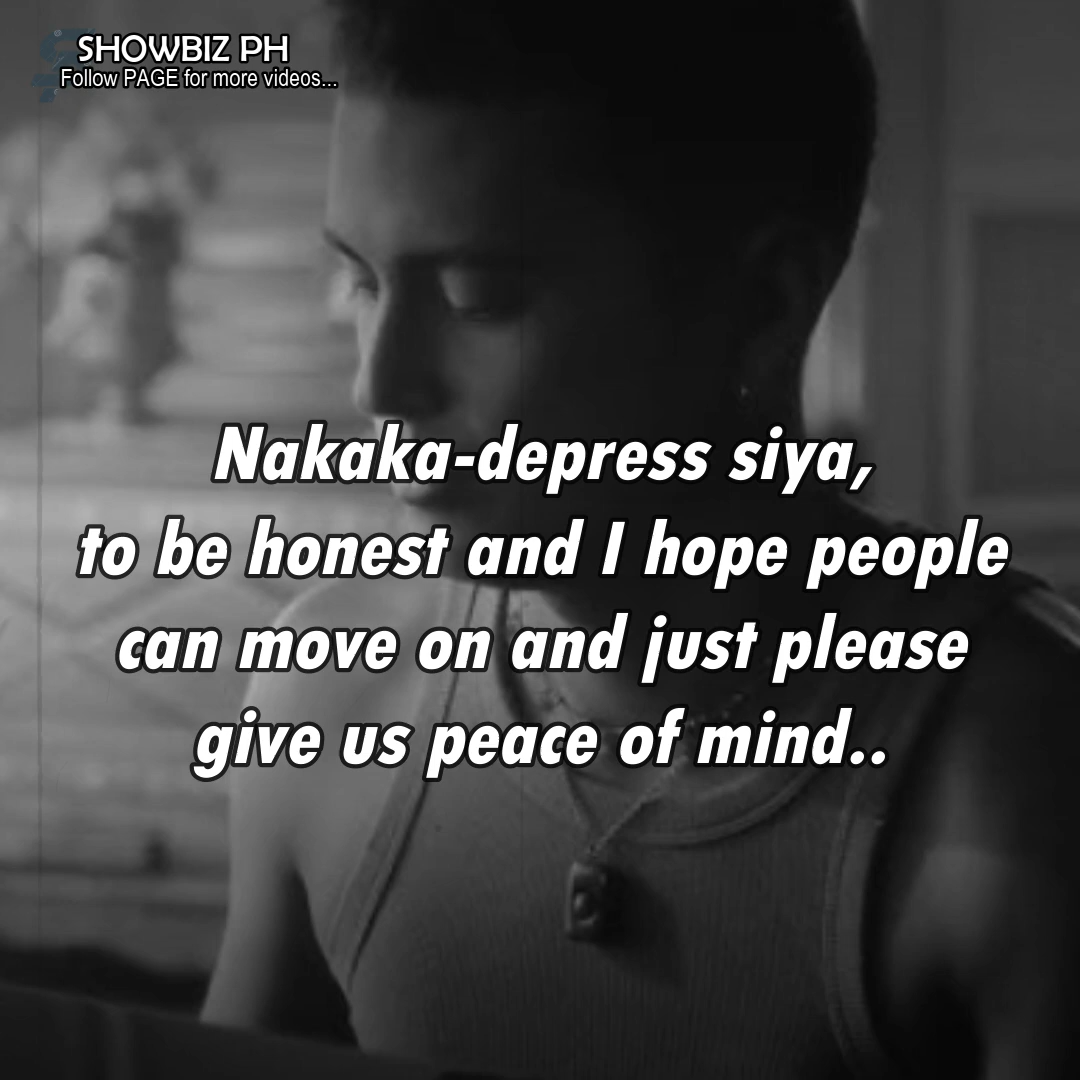 SHOWBIZ PH
Follow PAGE for more videos...
Nakaka-depress siya,
to be honest and I hope people
can move on and just please
give us peace of mind..